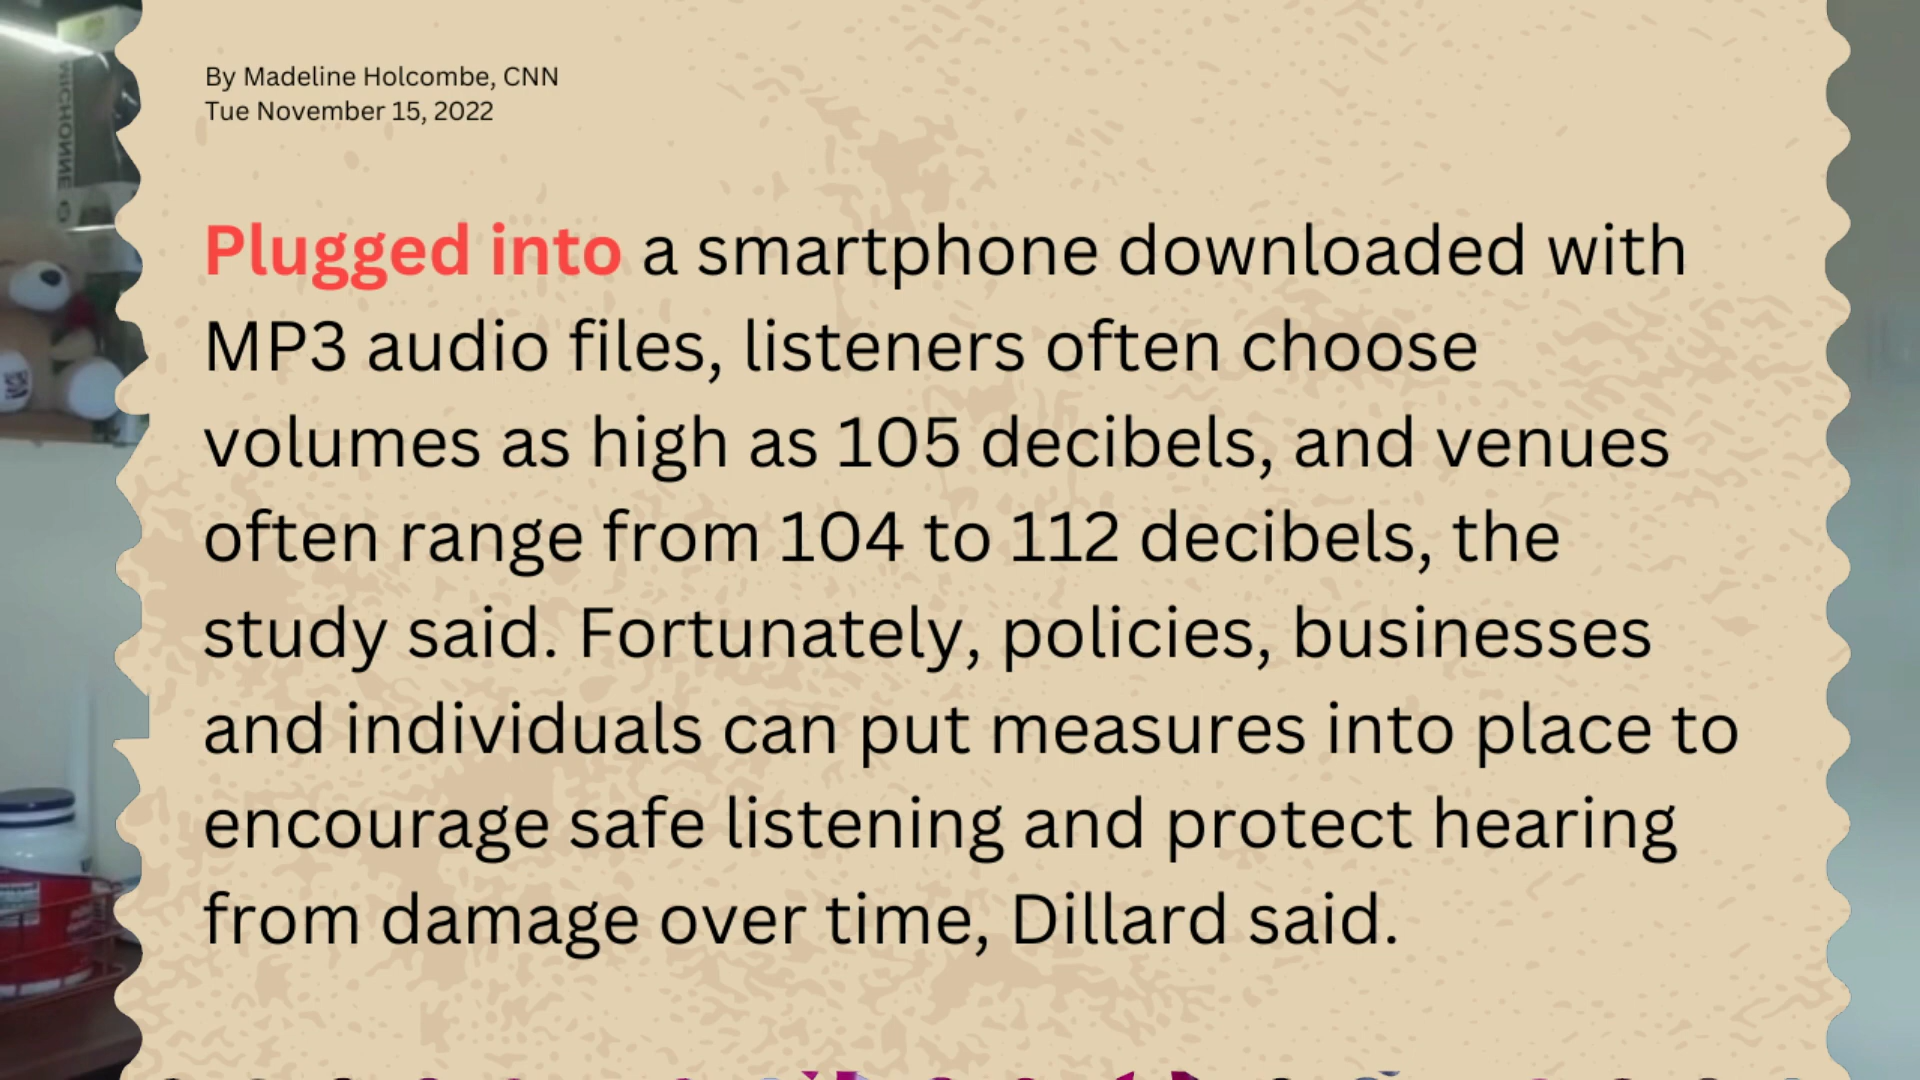 By Madeline Holcombe, CNN
Tue November 15, 2022
Plugged into a smartphone downloaded with
MP3 audio files, listeners often choose
volumes as high as 105 decibels, and venues
often range from 104 to 112 decibels, the
study said. Fortunately, policies, businesses
and individuals can put measures into place to
encourage safe listening and protect hearing
from damage over time, Dillard said.
MICHONNE